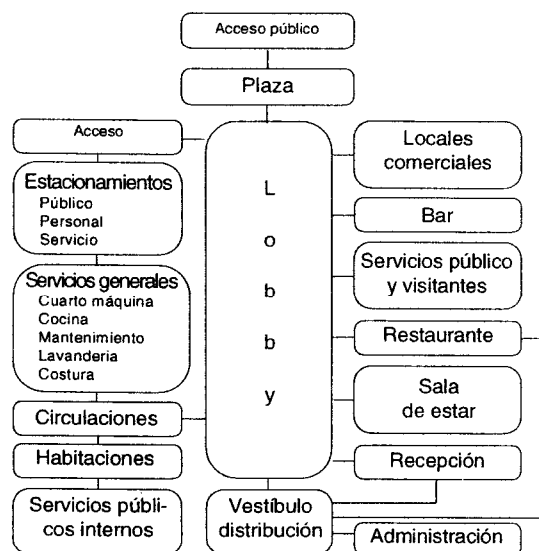 Acceso público
Plaza
Acceso
Estacionamientos
Público
Personal
Servicio
Servicios generales
Cuarto máquina
Cocina
Mantenimiento
Lavanderia
Costura
Circulaciones
Habitaciones
Servicios públi-
cos internos
L
o
b
b
y
Vestíbulo
distribución
Locales
comerciales
Bar
Servicios público
y visitantes
Restaurante
Sala
de estar
Recepción
Administración